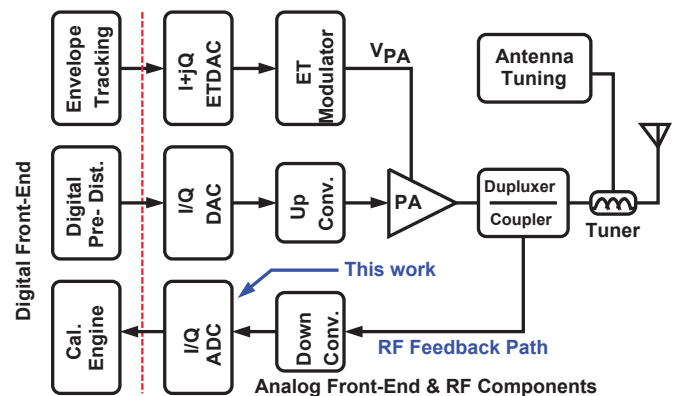 Envelope
Tracking
I+jQ
ETDAC
ET
Modulator
VPA
Antenna
Tuning
Digital Front-End
Digital
Pre- Dist.
I/Q
DAC
Up
Conv.
PA
Dupluxer
Coupler
Tuner
This work
Cal.
Engine
I/Q
ADC
Down
Conv.
RF Feedback Path
Analog Front-End & RF Components